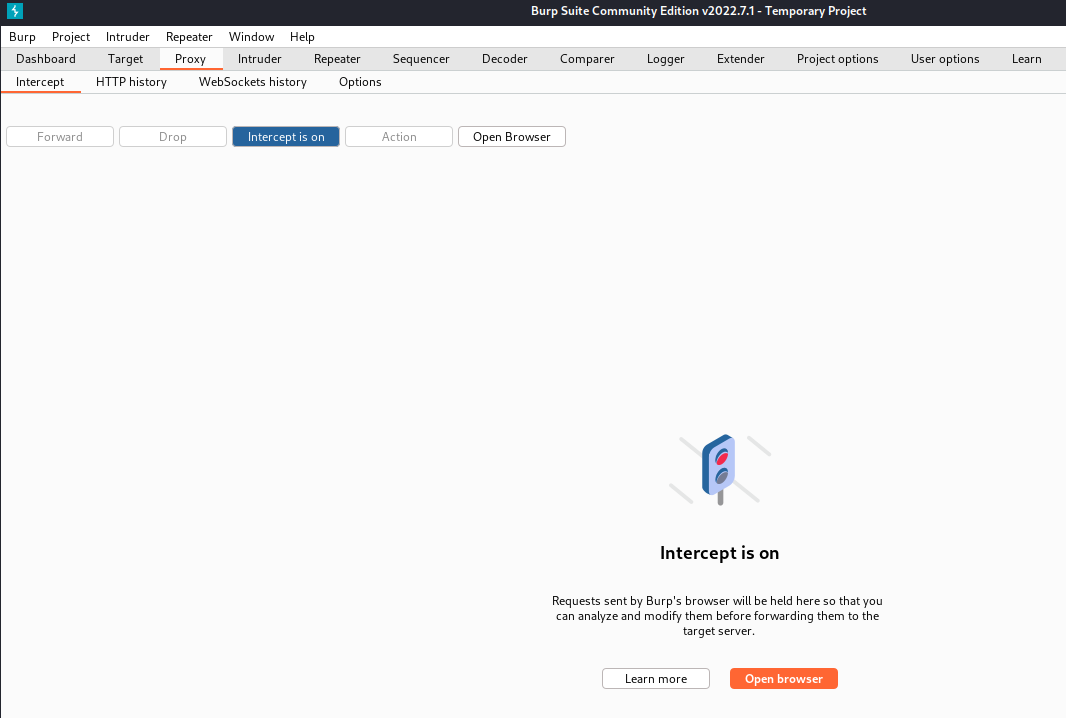 Burp Suite Community Edition v2022.7.1 - Temporary Project
Burp Project Intruder Repeater Window Help
Dashboard Target Proxy Intruder Repeater Sequencer Decoder Comparer Logger Extender Project options User options Learn
Intercept HTTP history WebSockets history Options
Forward Drop Intercept is on Action Open Browser
Intercept is on
Requests sent by Burp's browser will be held here so that you
can analyze and modify them before forwarding them to the
target server.
Learn more Open browser